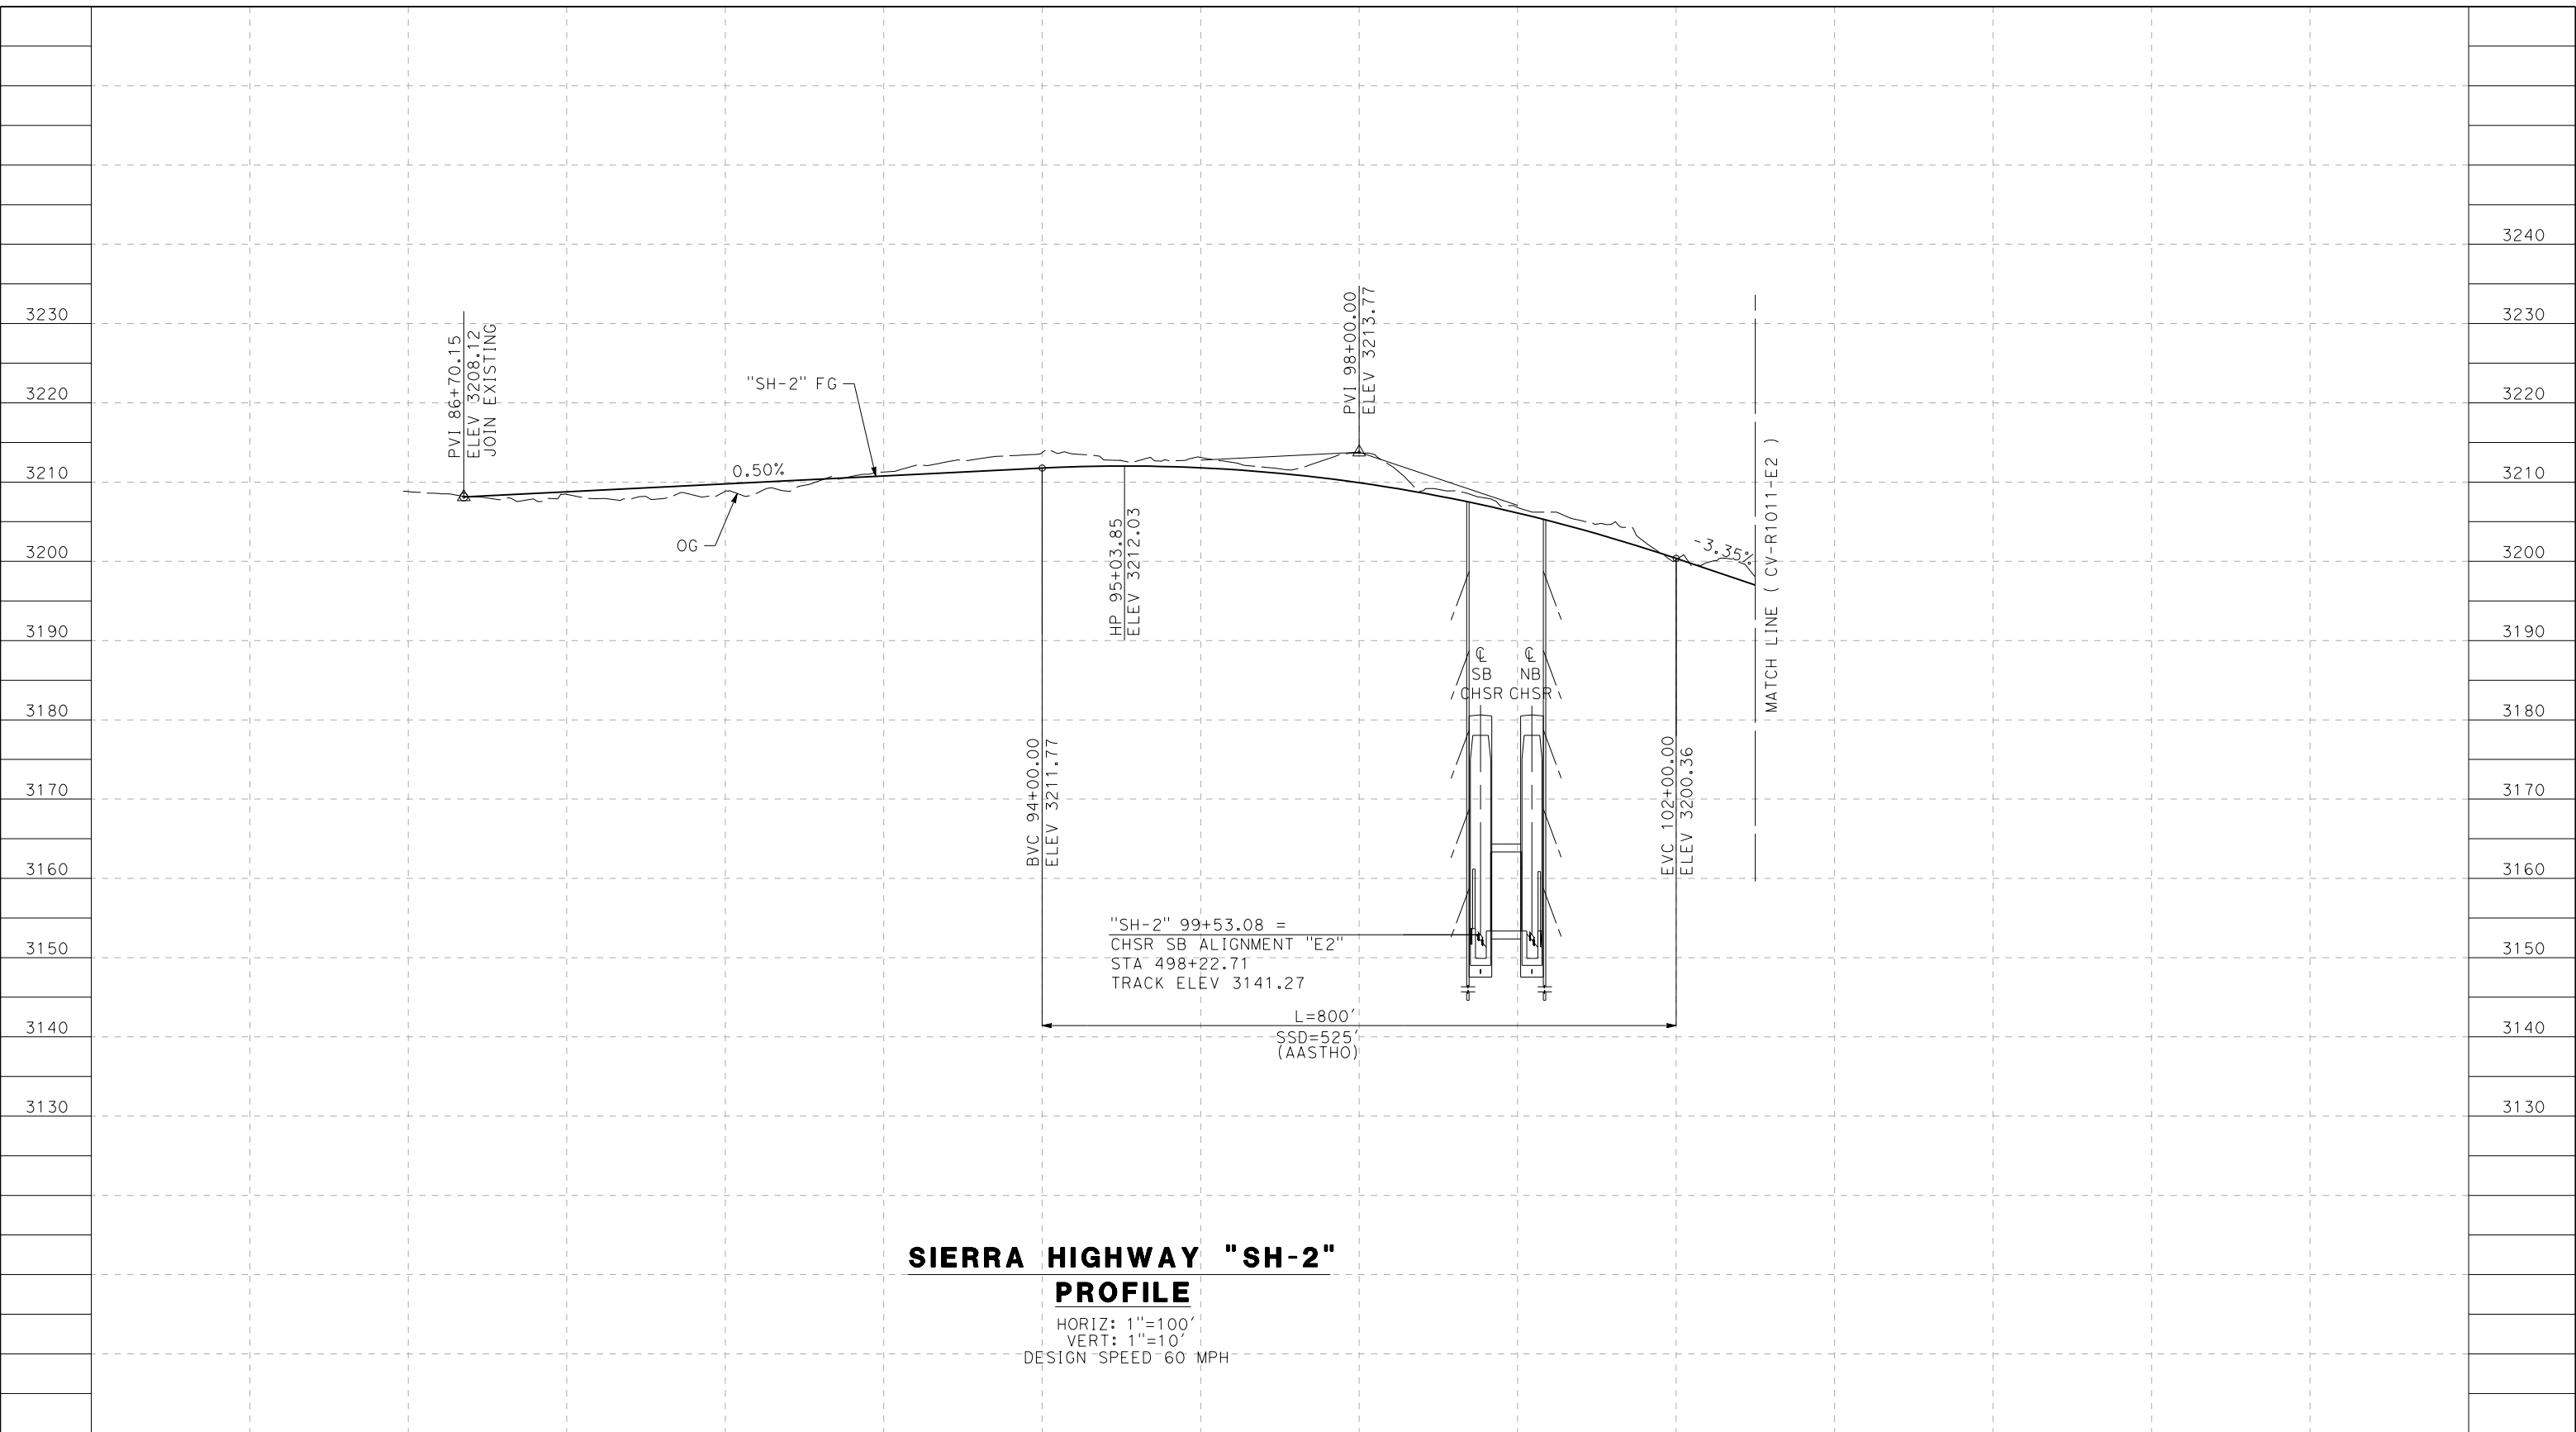 3240
3230
3230
3220
3220
3210
3210
3200
3200
3190
3190
3180
3180
3170
3170
3160
3160
3150
3150
3140
3140
3130
3130
PVI 86+70.15
ELEV 3208.12
JOIN EXISTING
"SH-2" FG
0.50%
OG
HP 95+03.85
ELEV 3212.03
PVI 98+00.00
ELEV 3213.77
-3.35%
MATCH LINE ( CV-R1011-E2 )
℄ ℄
SB NB
CHSR CHSR
BVC 94+00.00
ELEV 3211.77
EVC 102+00.00
ELEV 3200.36
"SH-2" 99+53.08 =
CHSR SB ALIGNMENT "E2"
STA 498+22.71
TRACK ELEV 3141.27
L=800'
SSD=525'
(AASTHO)
SIERRA HIGHWAY "SH-2"
PROFILE
HORIZ: 1"=100'
VERT: 1"=10'
DESIGN SPEED 60 MPH